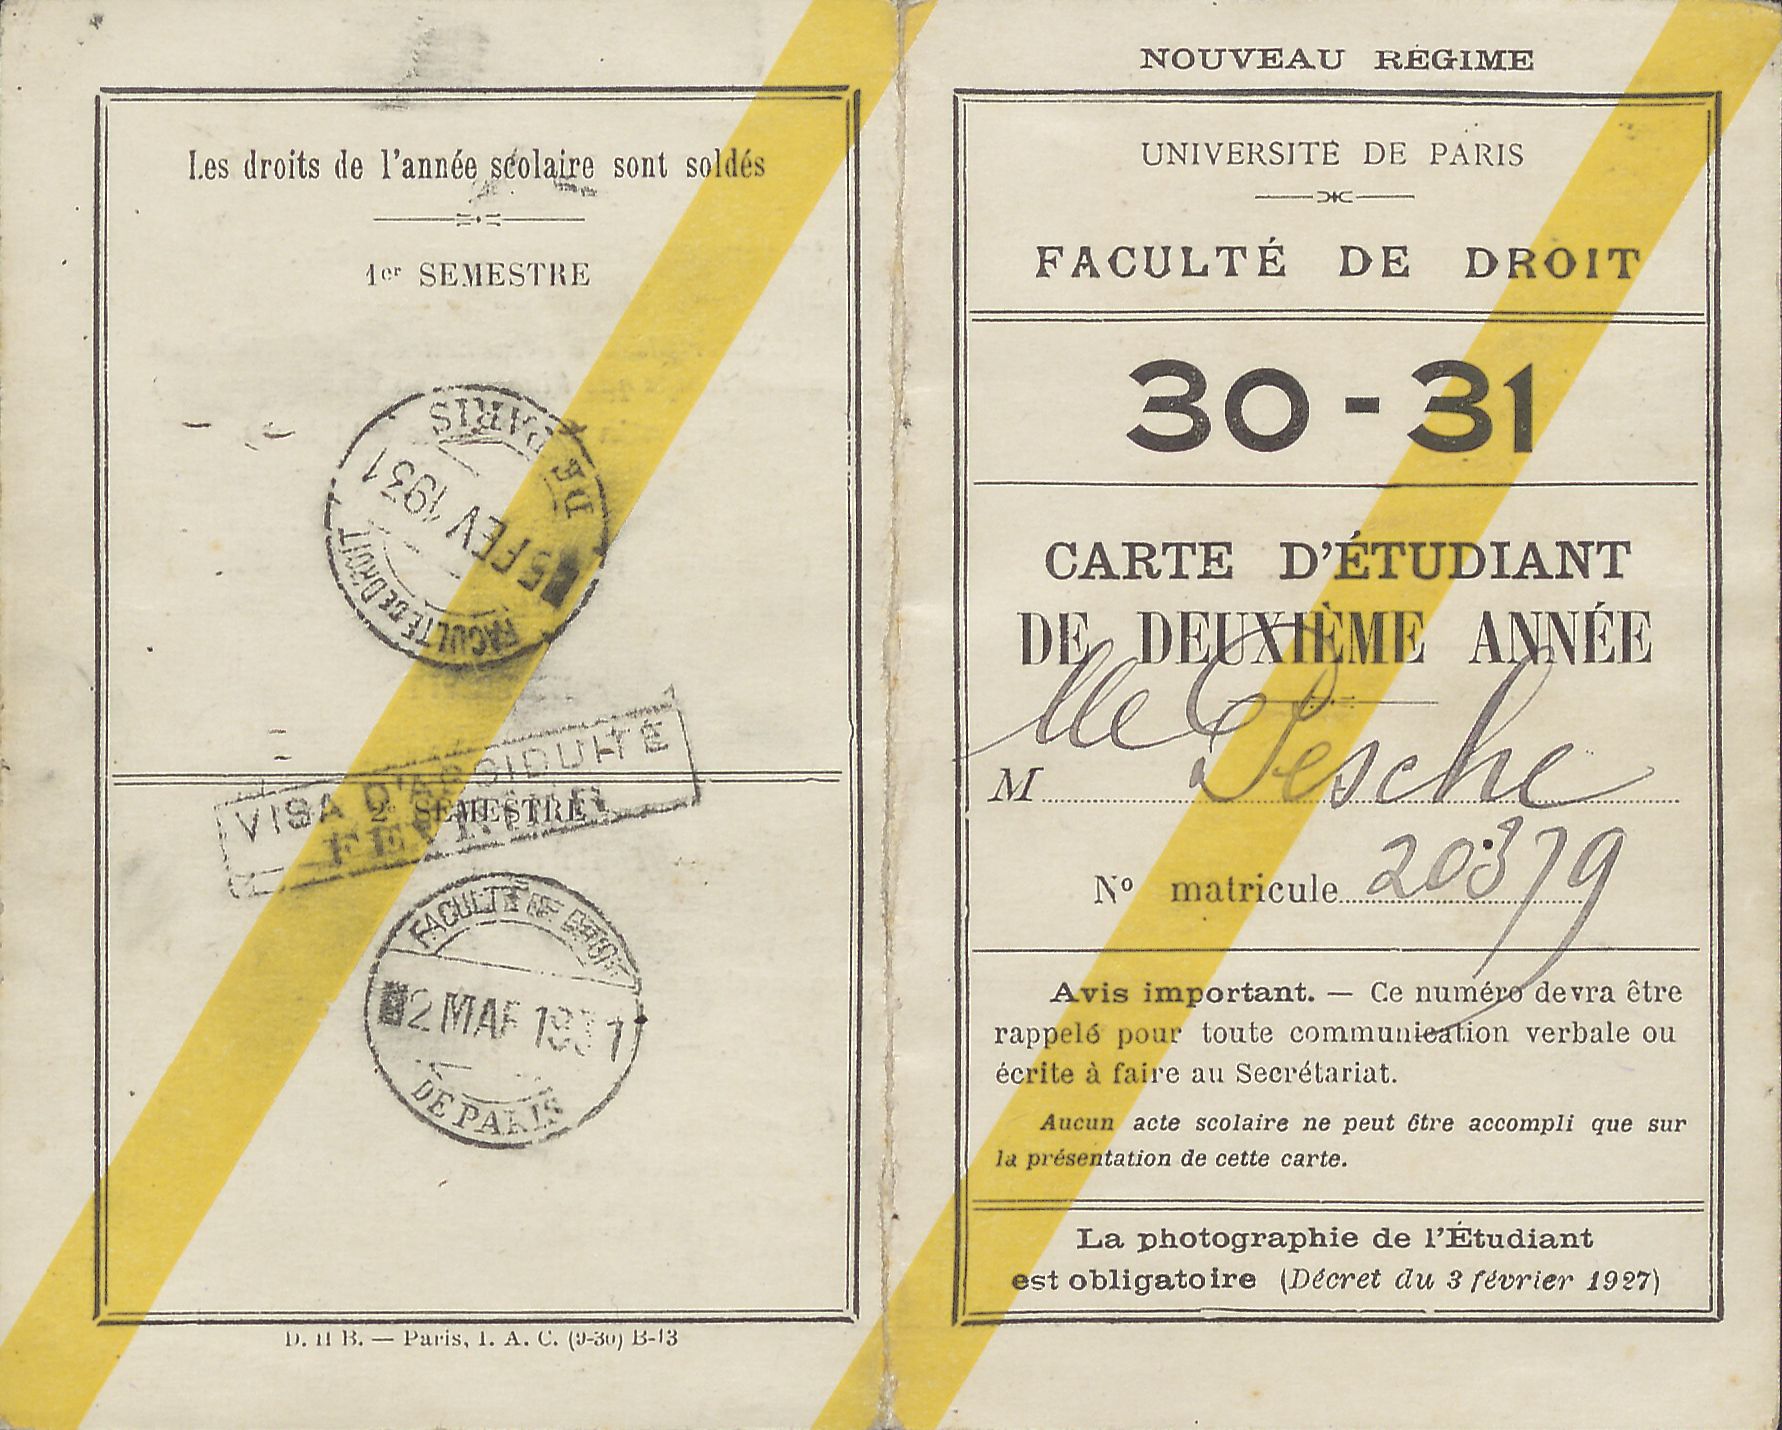 Les droits de l'année scolaire sont soldés
1er SEMESTRE
FACULTÉ DE DROIT
5 FEV 1931
DE PARIS
VISA D'ASSIDUITÉ
2e SEMESTRE
FACULTÉ DE DROIT
2 MAR 1931
DE PARIS
D. H B. — Paris, I. A. C. (9-30) B-13
NOUVEAU RÉGIME
UNIVERSITÉ DE PARIS
FACULTÉ DE DROIT
30-31
CARTE D'ÉTUDIANT
DE DEUXIÈME ANNÉE
M lle Pesche
No matricule 20379
Avis important. — Ce numéro devra être
rappelé pour toute communication verbale ou
écrite à faire au Secrétariat.
Aucun acte scolaire ne peut être accompli que sur
la présentation de cette carte.
La photographie de l'Étudiant
est obligatoire (Décret du 3 février 1927)